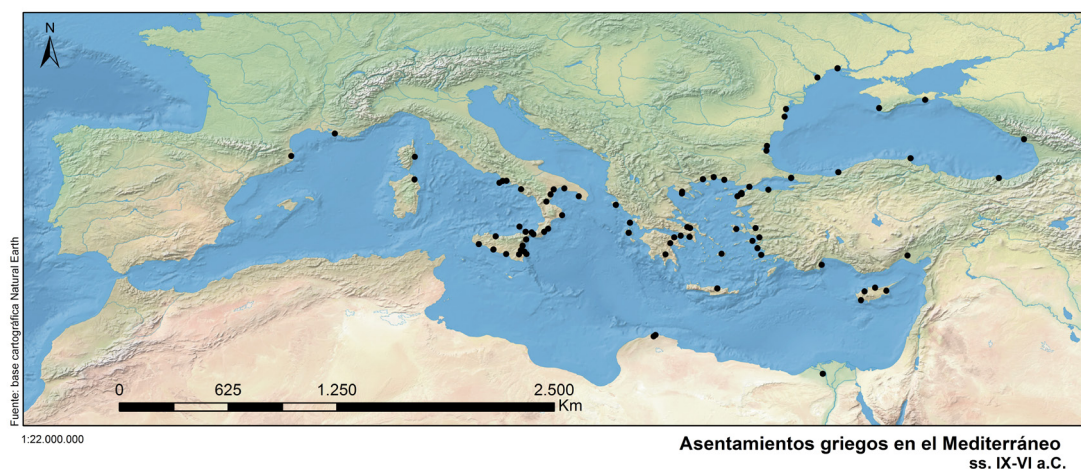 N
Fuente: base cartográfica Natural Earth
0 625 1.250 2.500
Km
1:22.000.000
Asentamientos griegos en el Mediterráneo
ss. IX-VI a.C.